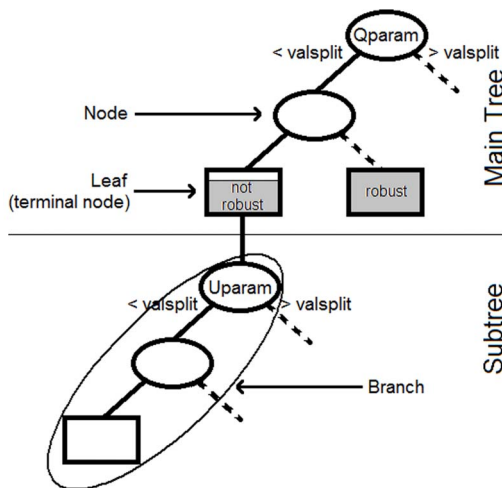 Qparam
< valsplit
> valsplit
Node
Main Tree
Leaf
(terminal node)
not
robust
robust
Uparam
< valsplit
> valsplit
Subtree
Branch